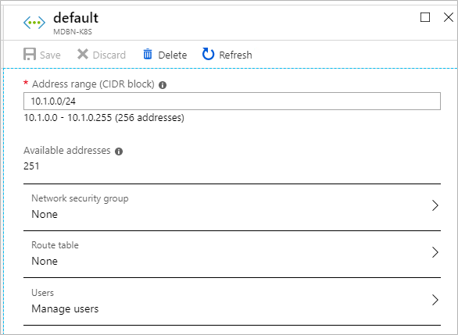 default
MDBN-K8S
Save Discard Delete Refresh
* Address range (CIDR block)
10.1.0.0/24
10.1.0.0 - 10.1.0.255 (256 addresses)
Available addresses
251
Network security group
None
Route table
None
Users
Manage users